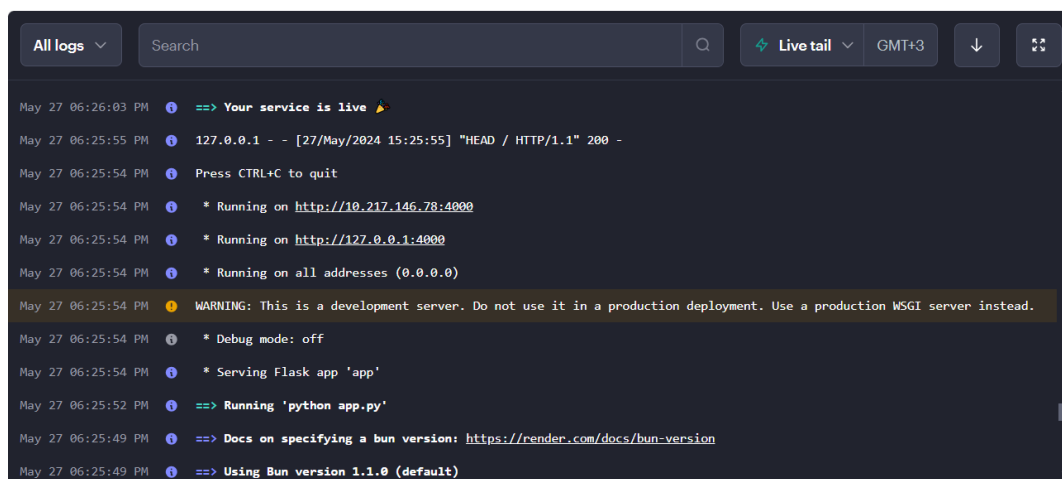 All logs Search Live tail GMT+3
May 27 06:26:03 PM ==> Your service is live 🎉
May 27 06:25:55 PM 127.0.0.1 - - [27/May/2024 15:25:55] "HEAD / HTTP/1.1" 200 -
May 27 06:25:54 PM Press CTRL+C to quit
May 27 06:25:54 PM * Running on http://10.217.146.78:4000
May 27 06:25:54 PM * Running on http://127.0.0.1:4000
May 27 06:25:54 PM * Running on all addresses (0.0.0.0)
May 27 06:25:54 PM WARNING: This is a development server. Do not use it in a production deployment. Use a production WSGI server instead.
May 27 06:25:54 PM * Debug mode: off
May 27 06:25:54 PM * Serving Flask app 'app'
May 27 06:25:52 PM ==> Running 'python app.py'
May 27 06:25:49 PM ==> Docs on specifying a bun version: https://render.com/docs/bun-version
May 27 06:25:49 PM ==> Using Bun version 1.1.0 (default)